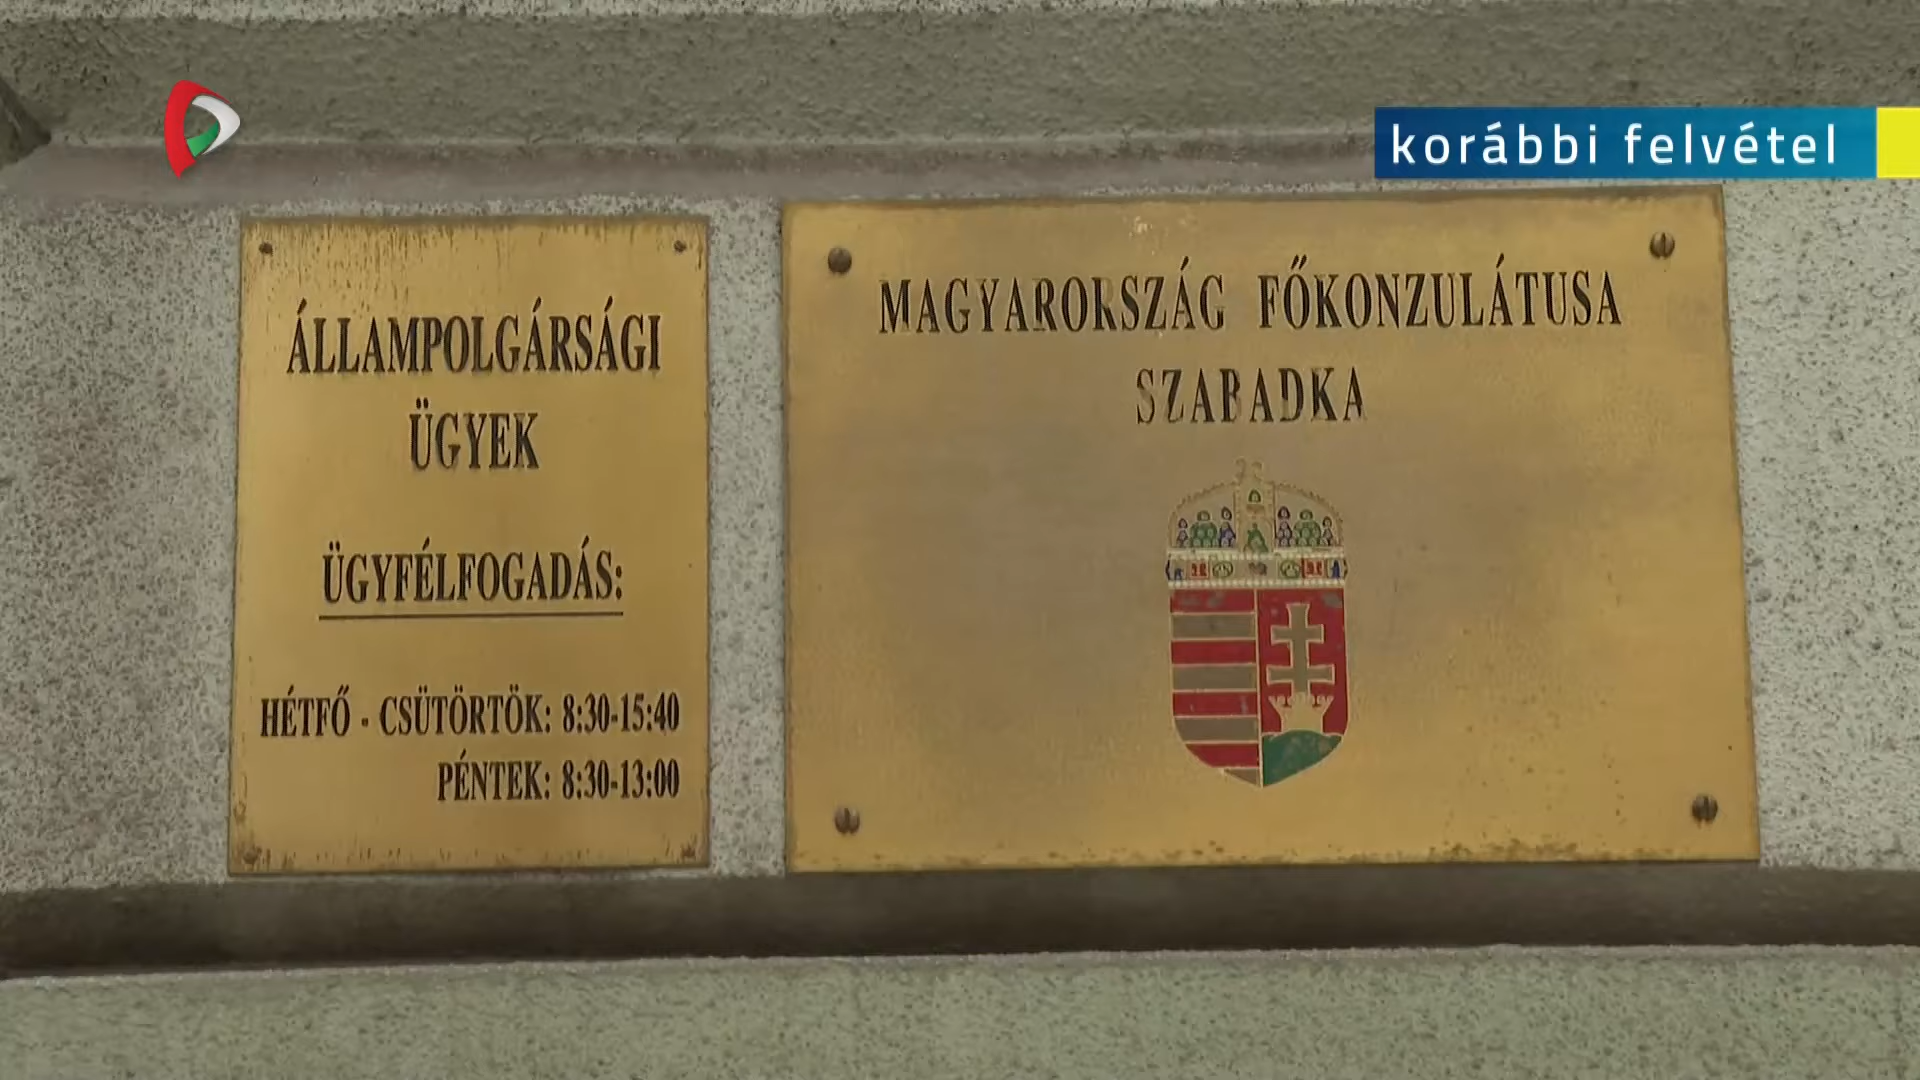 korábbi felvétel
ÁLLAMPOLGÁRSÁGI
ÜGYEK
ÜGYFÉLFOGADÁS:
HÉTFŐ - CSÜTÖRTÖK: 8:30-15:40
PÉNTEK: 8:30-13:00
MAGYARORSZÁG FŐKONZULÁTUSA
SZABADKA